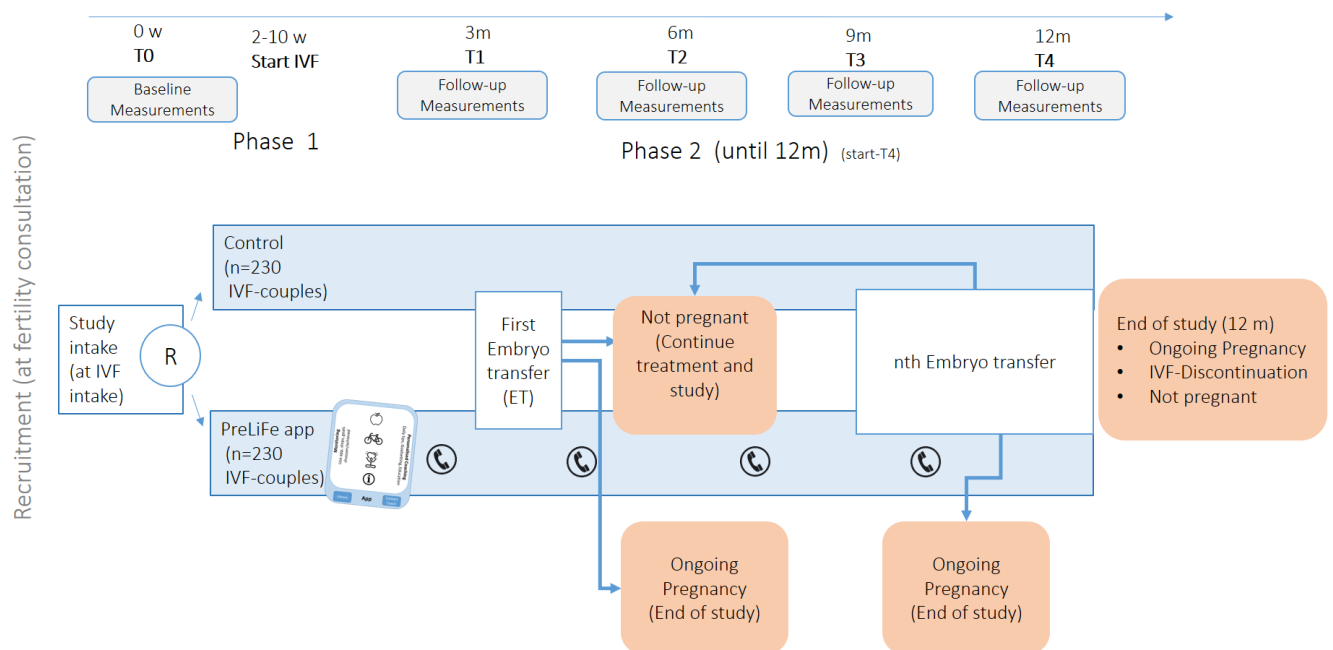 0 w
T0
2-10 w
Start IVF
3m
T1
6m
T2
9m
T3
12m
T4
Baseline
Measurements
Follow-up
Measurements
Follow-up
Measurements
Follow-up
Measurements
Follow-up
Measurements
Phase 1
Phase 2 (until 12m) (start-T4)
Recruitment (at fertility consultation)
Study
intake
(at IVF
intake)
R
Control
(n=230
IVF-couples)
First
Embryo
transfer
(ET)
Not pregnant
(Continue
treatment and
study)
nth Embryo transfer
End of study (12 m)
• Ongoing Pregnancy
• IVF-Discontinuation
• Not pregnant
PreLiFe app
(n=230
IVF-couples)
Personalized Coaching
App
Ongoing
Pregnancy
(End of study)
Ongoing
Pregnancy
(End of study)